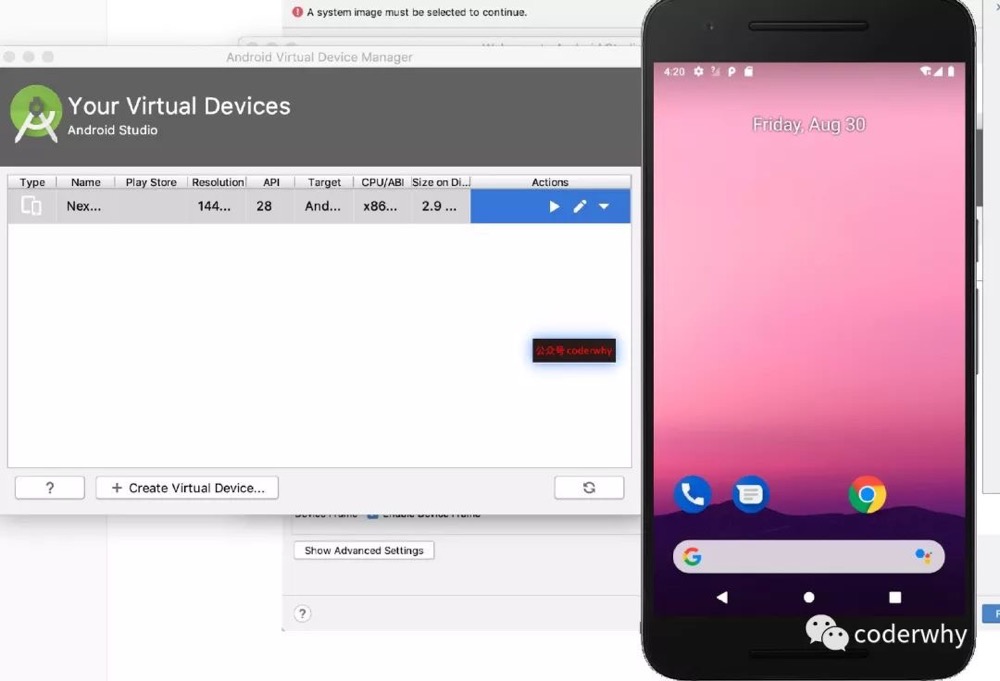 A system image must be selected to continue.
Android Virtual Device Manager
Your Virtual Devices
Android Studio
Type Name Play Store Resolution API Target CPU/ABI Size on Di... Actions
Nex... 144... 28 And... x86... 2.9 ...
公众号 coderwhy
?
+ Create Virtual Device...
Enable Device Frame
Show Advanced Settings
?
4:20
Friday, Aug 30
coderwhy